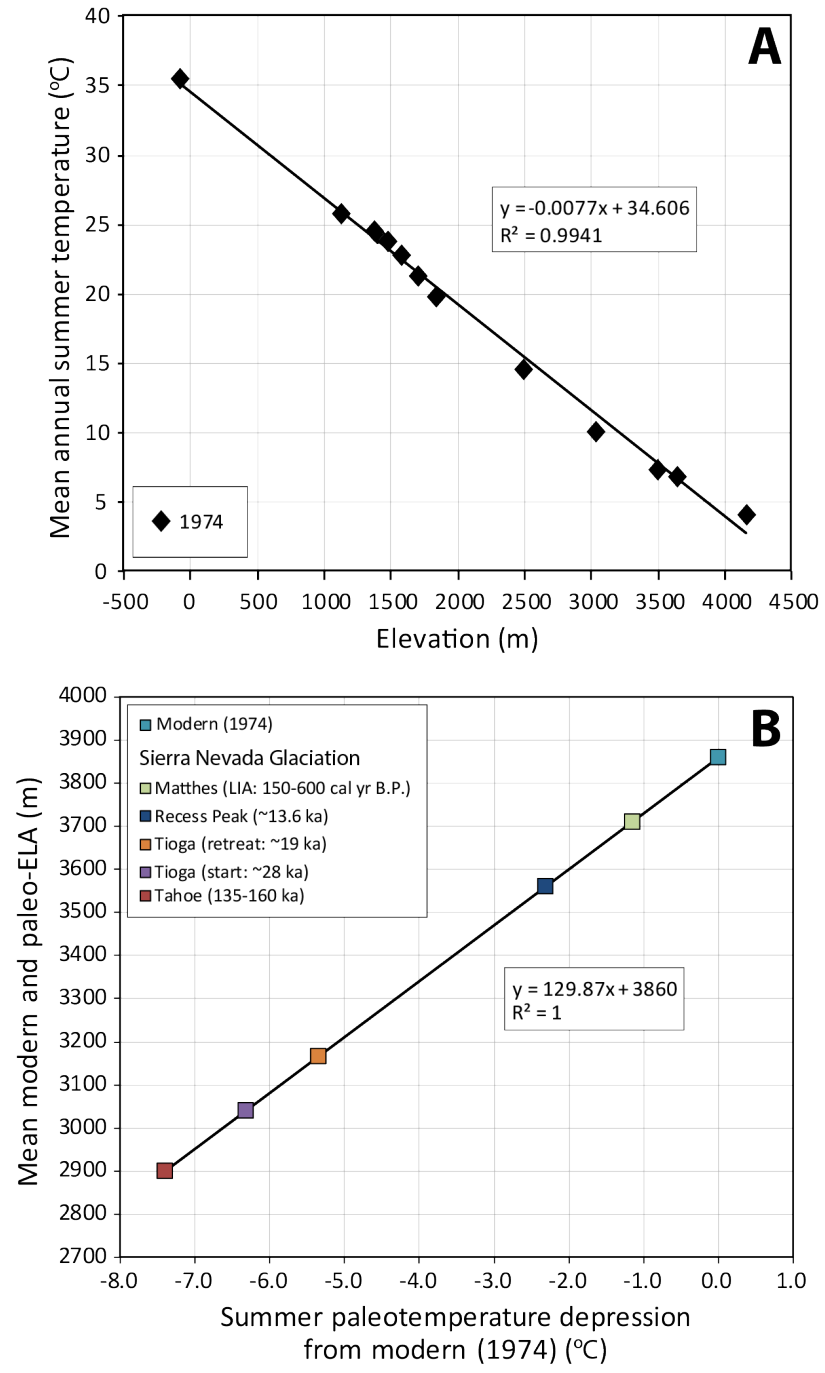 A
40
35
30
25
20
15
10
5
0
Mean annual summer temperature (ºC)
y =-0.0077x + 34.606
R² = 0.9941
1974
-500 0 500 1000 1500 2000 2500 3000 3500 4000 4500
Elevation (m)
B
4000
3900
3800
3700
3600
3500
3400
3300
3200
3100
3000
2900
2800
2700
Mean modern and paleo-ELA (m)
Modern (1974)
Sierra Nevada Glaciation
Matthes (LIA: 150-600 cal yr B.P.)
Recess Peak (~13.6 ka)
Tioga (retreat: ~19 ka)
Tioga (start: ~28 ka)
Tahoe (135-160 ka)
y = 129.87x + 3860
R² = 1
-8.0 -7.0 -6.0 -5.0 -4.0 -3.0 -2.0 -1.0 0.0 1.0
Summer paleotemperature depression
from modern (1974) (ºC)